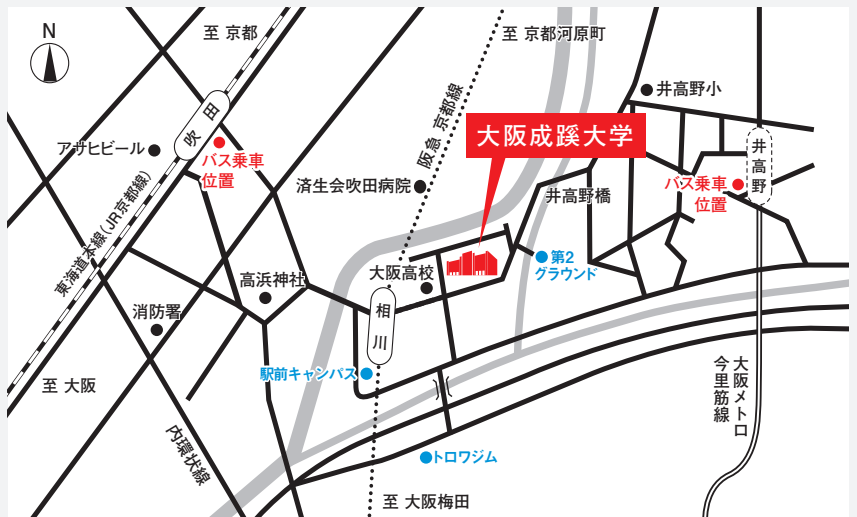 N
至 京都
至 京都河原町
井高野小
吹田
アサヒビール
バス乗車
位置
阪急 京都線
大阪成蹊大学
井高野
済生会吹田病院
井高野橋
バス乗車
位置
東海道本線(JR京都線)
高浜神社
大阪高校
第2
グラウンド
消防署
相川
至 大阪
駅前キャンパス
大阪メトロ
今里筋線
内環状線
トロワジム
至 大阪梅田